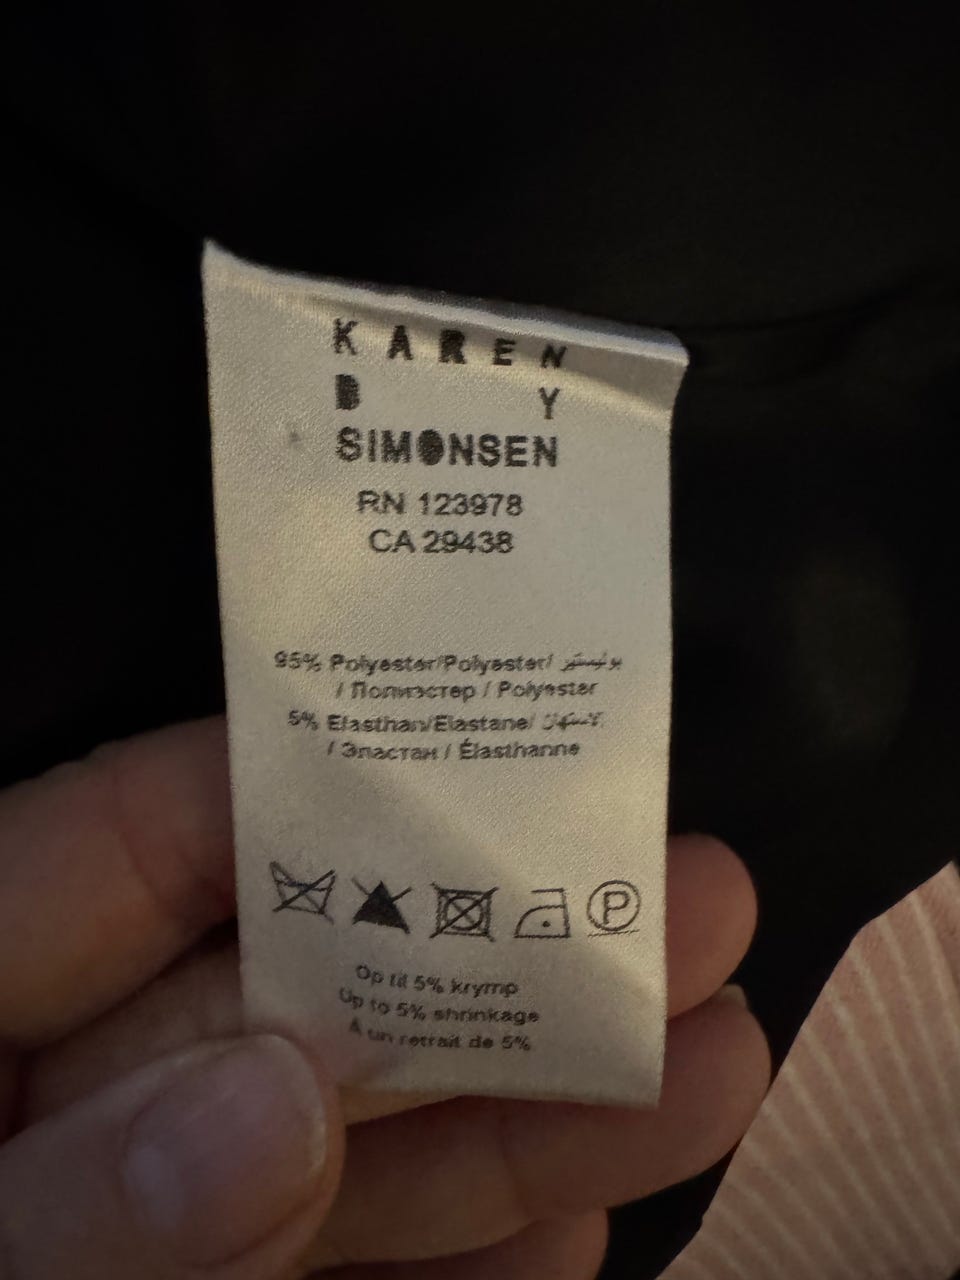 KAREN
BY
SIMONSEN
RN 123978
CA 29438
95% Polyester/Polyester/ بوليستر
/ Полиэстер / Polyester
5% Elasthan/Elastane/
/ Эластан / Élasthanne
P
Op til 5% krymp
Up to 5% shrinkage
À un retrait de 5%